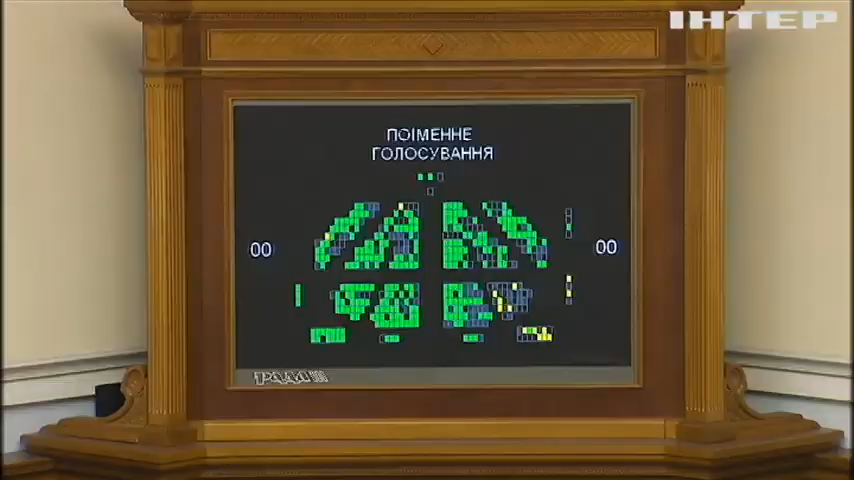 ІНТЕР
ПОІМЕННЕ
ГОЛОСУВАННЯ
00
00
РАДА